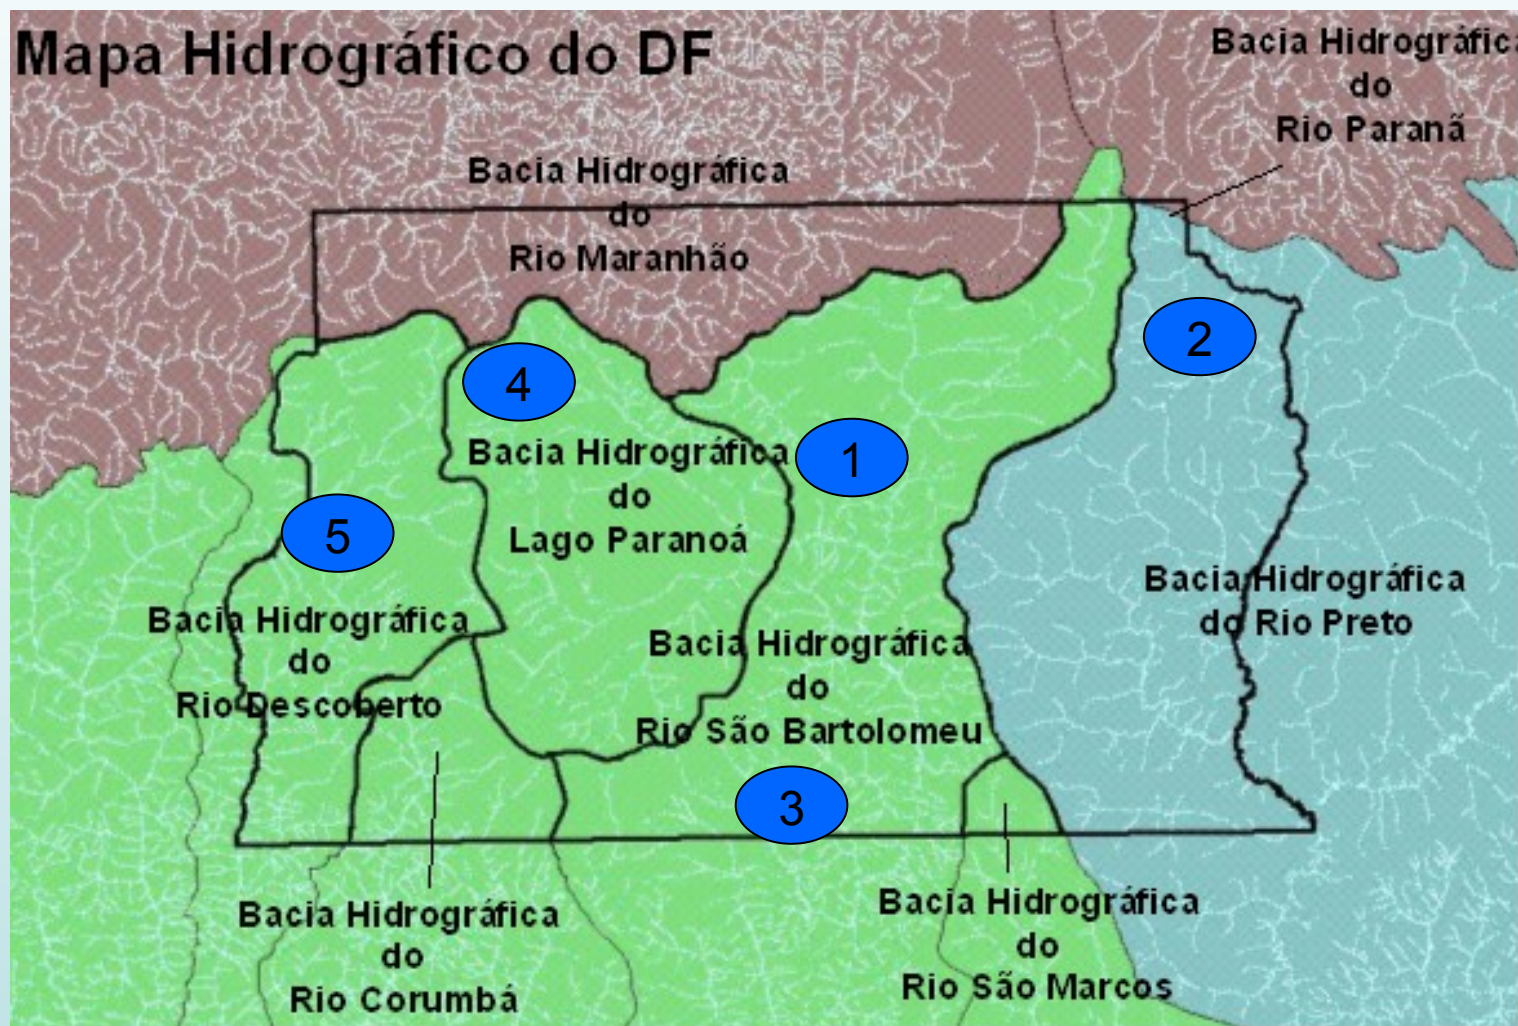 Mapa Hidrográfico do DF
Bacia Hidrográfica
do
Rio Paranã
Bacia Hidrográfica
do
Rio Maranhão
2
4
1
Bacia Hidrográfica
do
Lago Paranoá
5
Bacia Hidrográfica
do Rio Preto
Bacia Hidrográfica
do
Rio Descoberto
Bacia Hidrográfica
do
Rio São Bartolomeu
3
Bacia Hidrográfica
do
Rio Corumbá
Bacia Hidrográfica
do
Rio São Marcos